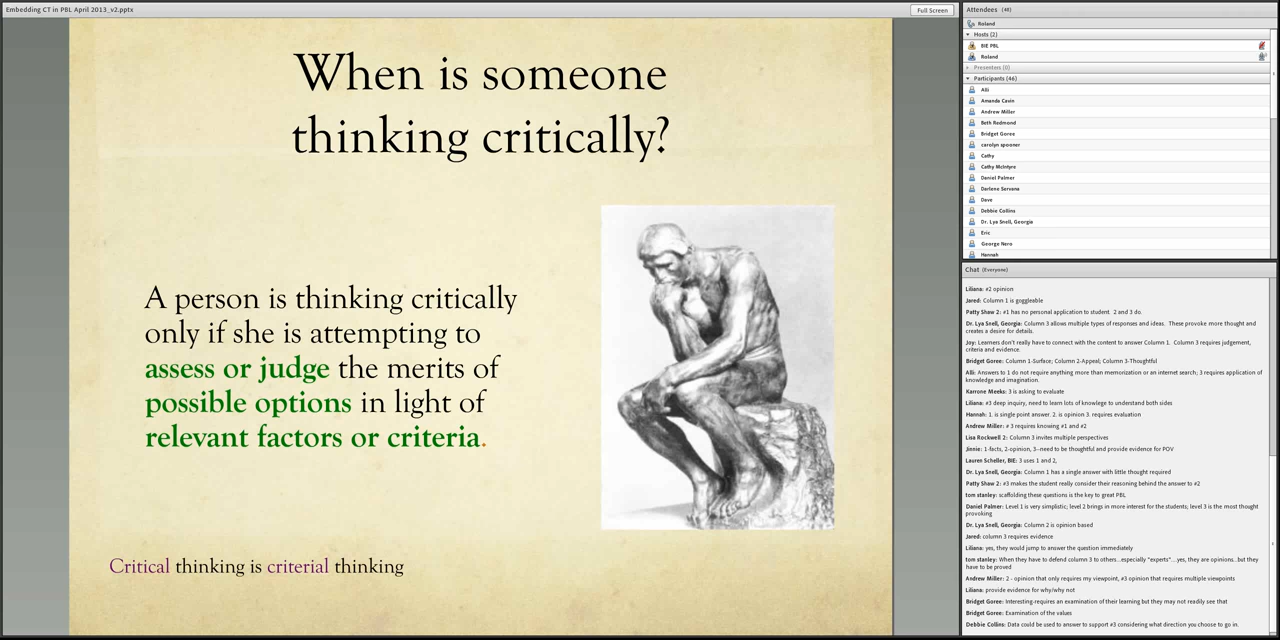 Embedding CT in PBL April 2013_v2.pptx
Full Screen
When is someone
thinking critically?
A person is thinking critically
only if she is attempting to
assess or judge the merits of
possible options in light of
relevant factors or criteria.
Critical thinking is criterial thinking
Attendees (48)
Roland
Hosts (2)
BIE PBL
Roland
Presenters (0)
Participants (46)
Alli
Amanda Cavin
Andrew Miller
Beth Redmond
Bridget Goree
carolyn spooner
Cathy
Cathy McIntyre
Daniel Palmer
Darlene Servana
Dave
Debbie Collins
Dr. Lya Snell, Georgia
Eric
George Nero
Hannah
Chat (Everyone)
Liliana: #2 opinion
Jared: Column 1 is goggleable
Patty Shaw 2: #1 has no personal application to student. 2 and 3 do.
Dr. Lya Snell, Georgia: Column 3 allows multiple types of responses and ideas. These provoke more thought and
creates a desire for details.
Joy: Learners don't really have to connect with the content to answer Column 1. Column 3 requires judgement,
criteria and evidence.
Bridget Goree: Column 1-Surface; Column 2-Appeal; Column 3-Thoughtful
Alli: Answers to 1 do not require anything more than memorization or an internet search; 3 requires application of
knowledge and imagination.
Karrone Meeks: 3 is asking to evaluate
Liliana: #3 deep inquiry, need to learn lots of knowlege to understand both sides
Hannah: 1. is single point answer. 2. is opinion 3. requires evaluation
Andrew Miller: # 3 requires knowing #1 and #2
Lisa Rockwell 2: Column 3 invites multiple perspectives
Jinnie: 1-facts, 2-opinion, 3--need to be thoughtful and provide evidence for POV
Lauren Scheller, BIE: 3 uses 1 and 2,
Dr. Lya Snell, Georgia: Column 1 has a single answer with little thought required
Patty Shaw 2: #3 makes the student really consider their reasoning behind the answer to #2
tom stanley: scaffolding these questions is the key to great PBL
Daniel Palmer: Level 1 is very simplistic; level 2 brings in more interest for the students; level 3 is the most thought
provoking
Dr. Lya Snell, Georgia: Column 2 is opinion based
Jared: column 3 requires evidence
Liliana: yes, they would jump to answer the question immediately
tom stanley: When they have to defend column 3 to others...especially "experts"....yes, they are opinions...but they
have to be proved
Andrew Miller: 2 - opinion that only requires my viewpoint, #3 opinion that requires multiple viewpoints
Liliana: provide evidence for why/why not
Bridget Goree: Interesting-requires an examination of their learning but they may not readily see that
Bridget Goree: Examination of the values
Debbie Collins: Data could be used to answer to support #3 considering what direction you choose to go in.